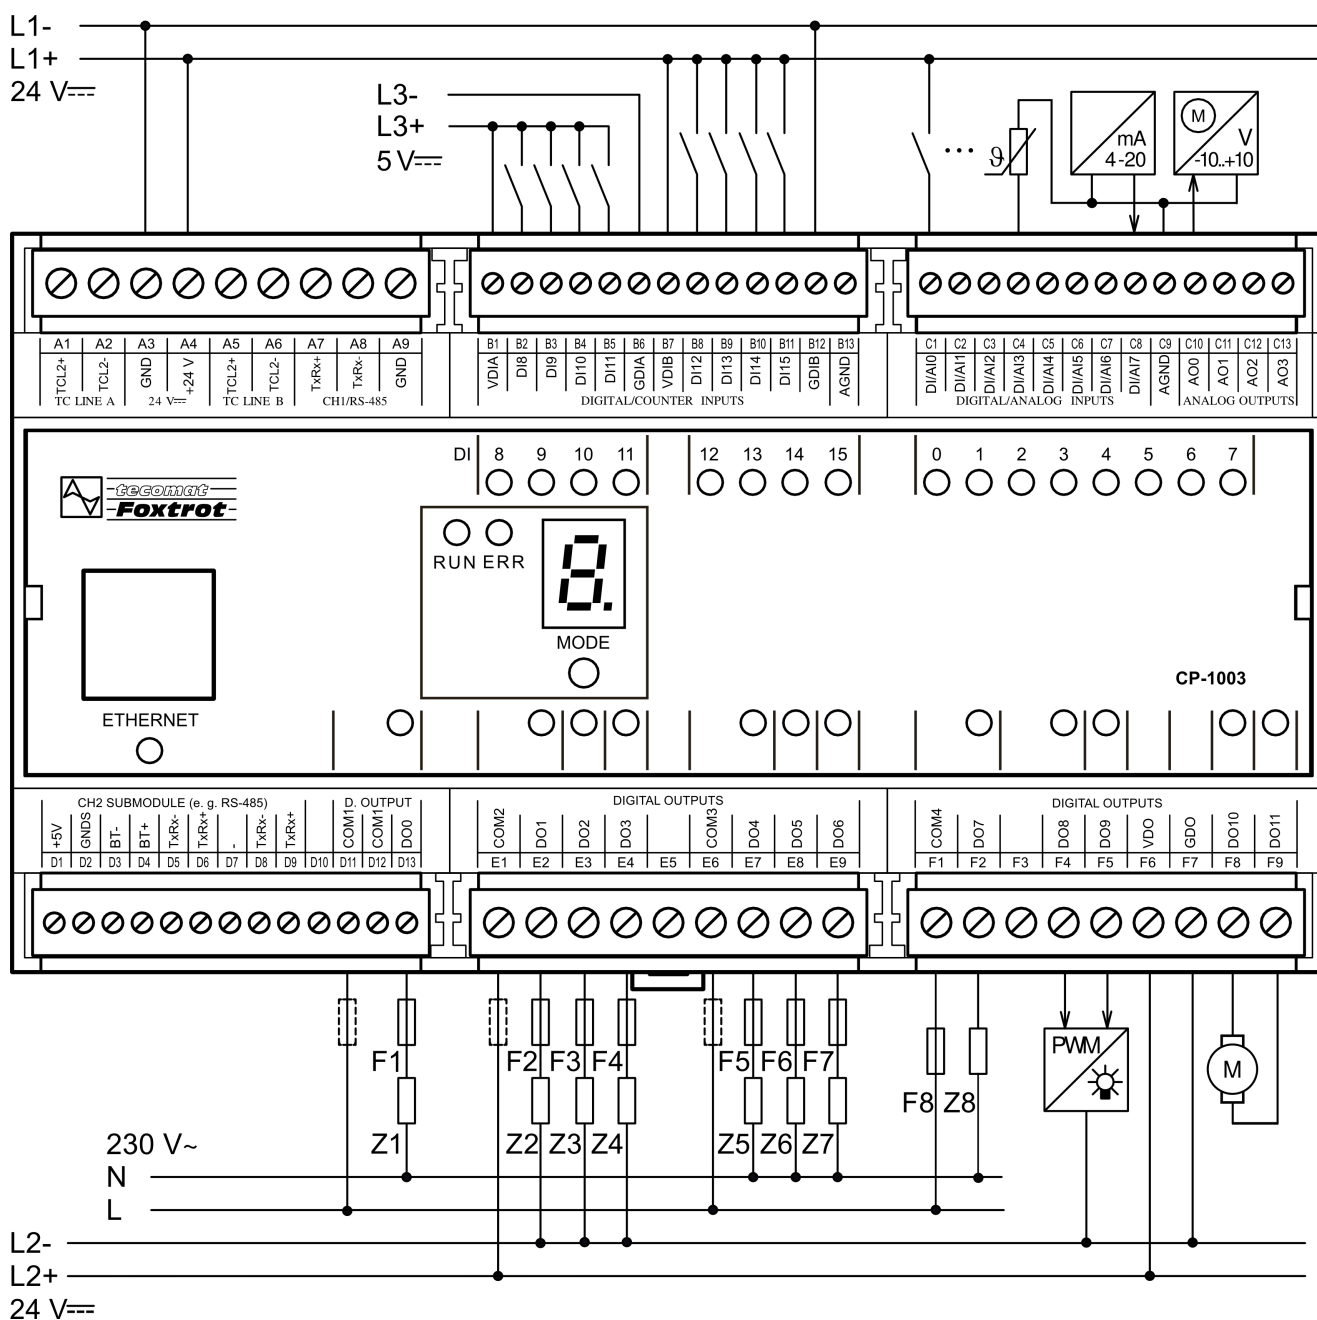 L1-
L1+
24 V
L3-
L3+
5 V
ϑ
mA
4-20
M
V
-10..+10
A1 A2 A3 A4 A5 A6 A7 A8 A9
TCL2+ TCL2- GND +24 V TCL2+ TCL2- TxRx+ TxRx- GND
TC LINE A 24 V TC LINE B CH1/RS-485
B1 B2 B3 B4 B5 B6 B7 B8 B9 B10 B11 B12 B13
VDIA DI8 DI9 DI10 DI11 GDIA VDIB DI12 DI13 DI14 DI15 GDIB AGND
DIGITAL/COUNTER INPUTS
C1 C2 C3 C4 C5 C6 C7 C8 C9 C10 C11 C12 C13
DI/AI0 DI/AI1 DI/AI2 DI/AI3 DI/AI4 DI/AI5 DI/AI6 DI/AI7 AGND AO0 AO1 AO2 AO3
DIGITAL/ANALOG INPUTS ANALOG OUTPUTS
DI 8 9 10 11 12 13 14 15 0 1 2 3 4 5 6 7
tecomat
Foxtrot
RUN ERR
8.
MODE
CP-1003
ETHERNET
CH2 SUBMODULE (e. g. RS-485) D. OUTPUT
+5V GNDS BT- BT+ TxRx- TxRx+ - TxRx- TxRx+ COM1 COM1 DO0
D1 D2 D3 D4 D5 D6 D7 D8 D9 D10 D11 D12 D13
DIGITAL OUTPUTS
COM2 DO1 DO2 DO3 COM3 DO4 DO5 DO6
E1 E2 E3 E4 E5 E6 E7 E8 E9
DIGITAL OUTPUTS
COM4 DO7 DO8 DO9 VDO GDO DO10 DO11
F1 F2 F3 F4 F5 F6 F7 F8 F9
F1 F2 F3 F4 F5 F6 F7
PWM
M
F8 Z8
Z1 Z2 Z3 Z4 Z5 Z6 Z7
230 V~
N
L
L2-
L2+
24 V